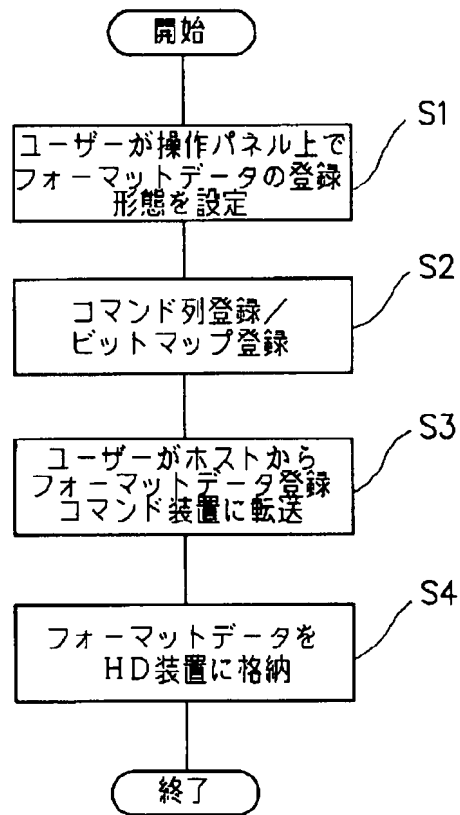 開始
S1
ユーザーが操作パネル上で
フォーマットデータの登録
形態を設定
S2
コマンド列登録／
ビットマップ登録
S3
ユーザーがホストから
フォーマットデータ登録
コマンド装置に転送
S4
フォーマットデータを
HD装置に格納
終了